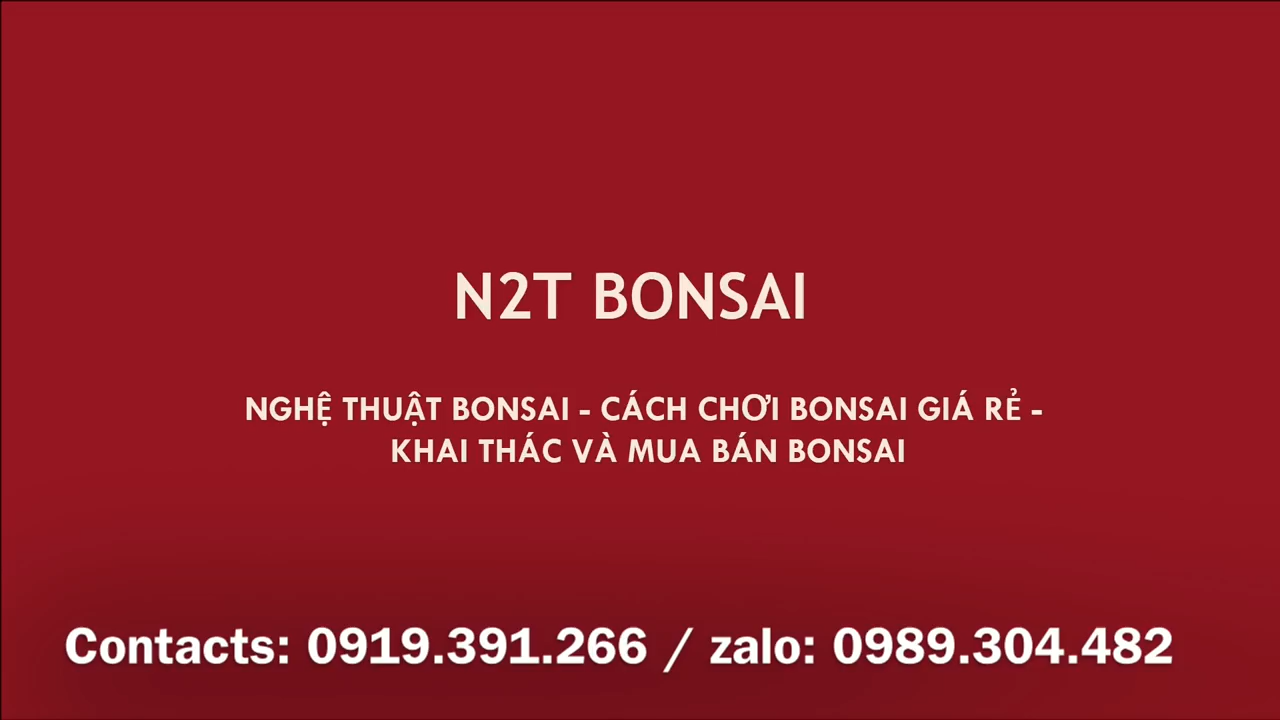 N2T BONSAI
NGHỆ THUẬT BONSAI - CÁCH CHƠI BONSAI GIÁ RẺ -
KHAI THÁC VÀ MUA BÁN BONSAI
Contacts: 0919.391.266 / zalo: 0989.304.482